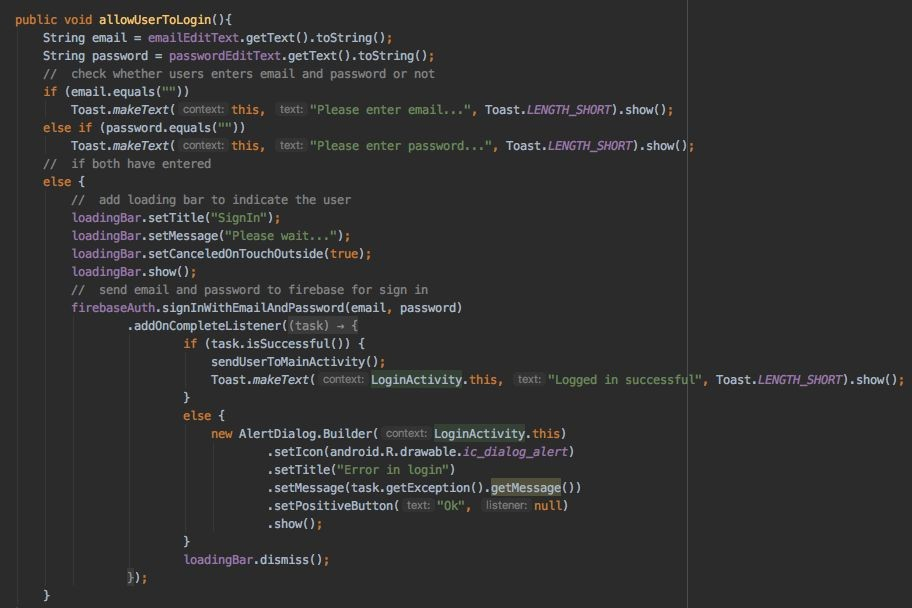 public void allowUserToLogin(){
String email = emailEditText.getText().toString();
String password = passwordEditText.getText().toString();
//  check whether users enters email and password or not
if (email.equals(""))
Toast.makeText( context: this,  text: "Please enter email...", Toast.LENGTH_SHORT).show();
else if (password.equals(""))
Toast.makeText( context: this,  text: "Please enter password...", Toast.LENGTH_SHORT).show();
//  if both have entered
else {
//  add loading bar to indicate the user
loadingBar.setTitle("SignIn");
loadingBar.setMessage("Please wait...");
loadingBar.setCanceledOnTouchOutside(true);
loadingBar.show();
//  send email and password to firebase for sign in
firebaseAuth.signInWithEmailAndPassword(email, password)
.addOnCompleteListener((task) → {
if (task.isSuccessful()) {
sendUserToMainActivity();
Toast.makeText( context: LoginActivity.this,  text: "Logged in successful", Toast.LENGTH_SHORT).show();
}
else {
new AlertDialog.Builder( context: LoginActivity.this)
.setIcon(android.R.drawable.ic_dialog_alert)
.setTitle("Error in login")
.setMessage(task.getException().getMessage())
.setPositiveButton( text: "Ok",  listener: null)
.show();
}
loadingBar.dismiss();
});
}